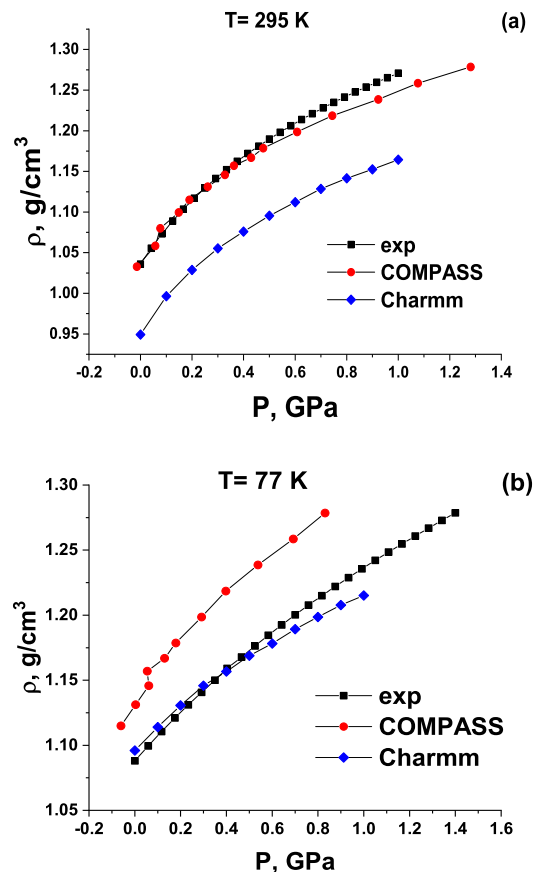 T= 295 K
(a)
1.30
1.25
1.20
1.15
1.10
1.05
1.00
0.95
ρ, g/cm³
exp
COMPASS
Charmm
-0.2 0.0 0.2 0.4 0.6 0.8 1.0 1.2 1.4
P, GPa
T= 77 K
(b)
1.30
1.25
1.20
1.15
1.10
1.05
ρ, g/cm³
exp
COMPASS
Charmm
-0.2 0.0 0.2 0.4 0.6 0.8 1.0 1.2 1.4 1.6
P, GPa